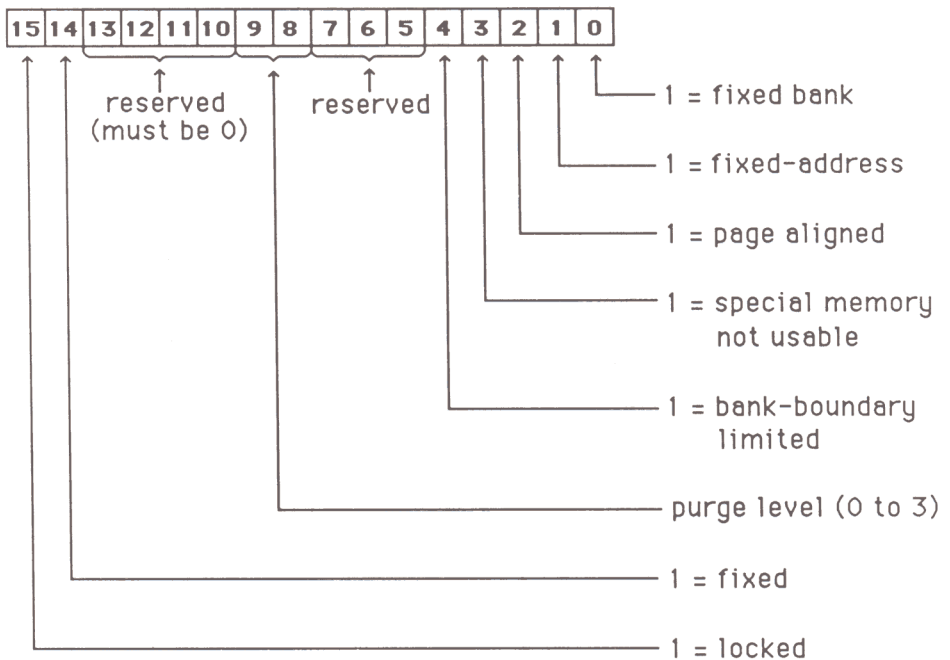 15 14 13 12 11 10 9 8 7 6 5 4 3 2 1 0
reserved
(must be 0)
reserved
1 = fixed bank
1 = fixed-address
1 = page aligned
1 = special memory
not usable
1 = bank-boundary
limited
purge level (0 to 3)
1 = fixed
1 = locked